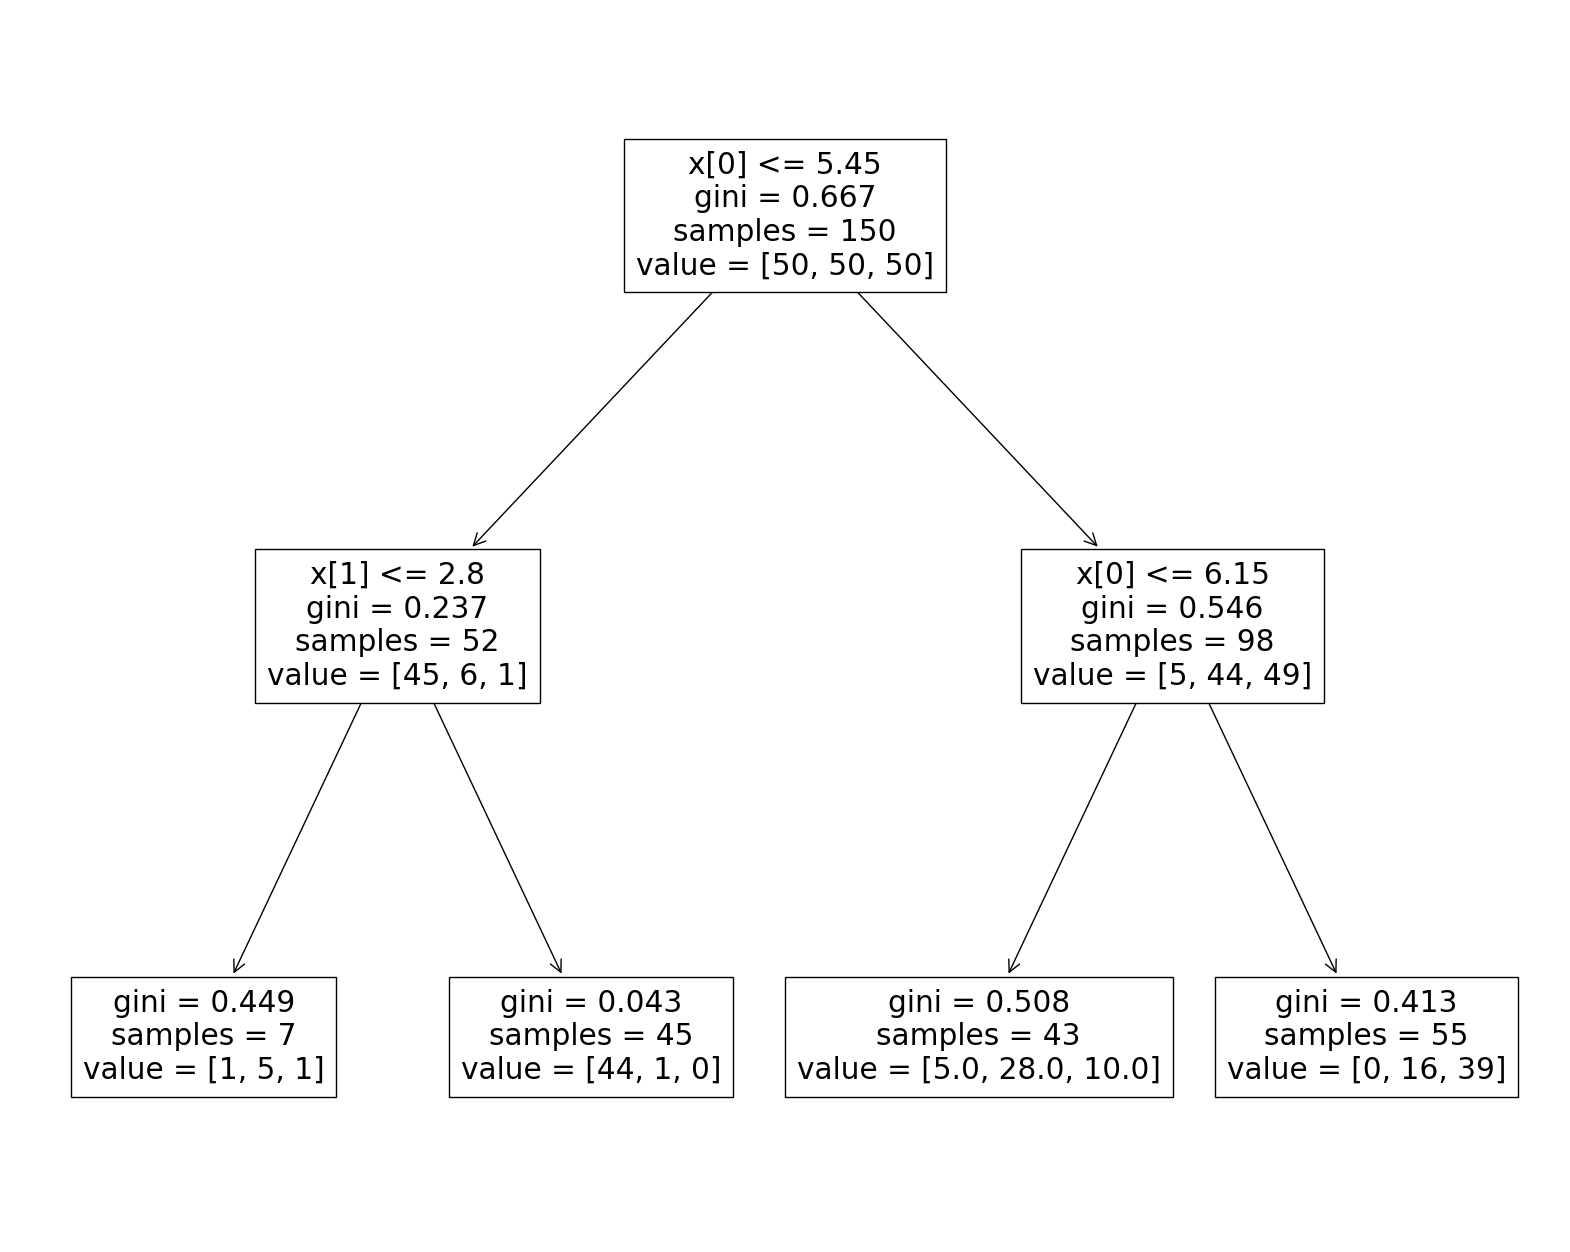 x[0] <= 5.45
gini = 0.667
samples = 150
value = [50, 50, 50]
x[1] <= 2.8
gini = 0.237
samples = 52
value = [45, 6, 1]
x[0] <= 6.15
gini = 0.546
samples = 98
value = [5, 44, 49]
gini = 0.449
samples = 7
value = [1, 5, 1]
gini = 0.043
samples = 45
value = [44, 1, 0]
gini = 0.508
samples = 43
value = [5.0, 28.0, 10.0]
gini = 0.413
samples = 55
value = [0, 16, 39]